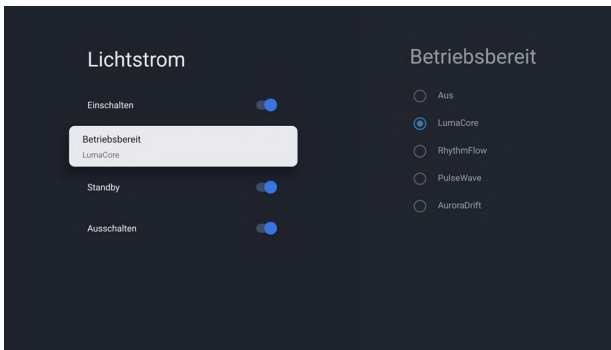 Lichtstrom
Einschalten
Betriebsbereit
LumaCore
Standby
Ausschalten
Betriebsbereit
Aus
LumaCore
RhythmFlow
PulseWave
AuroraDrift